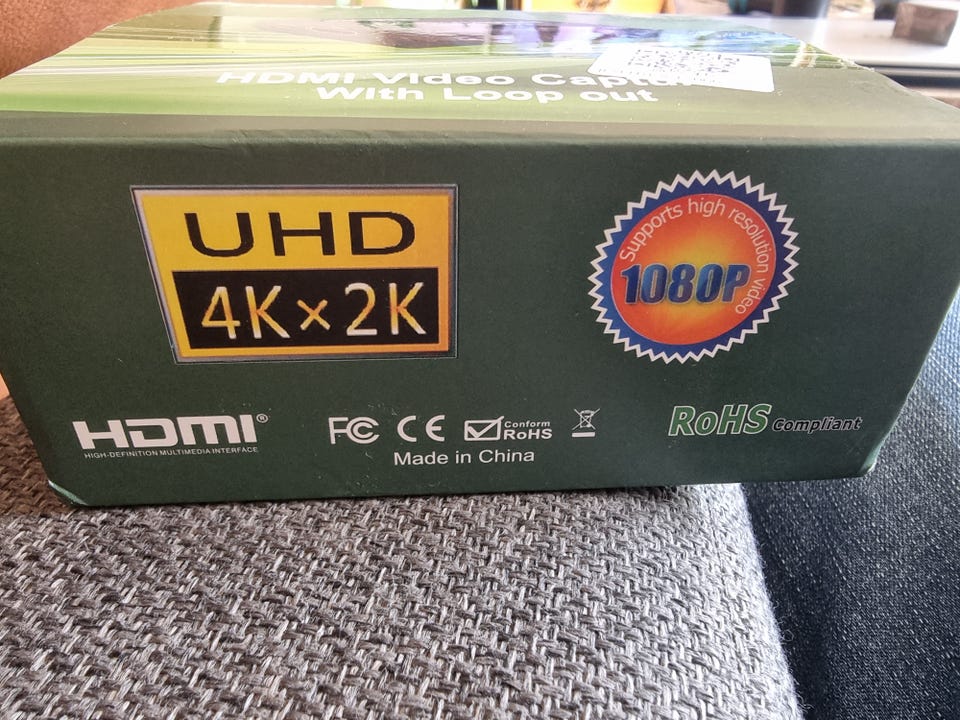 HDMI Video Captu
With Loop out
UHD
4K × 2K
Supports high resolution video
1080P
HDMI®
HIGH-DEFINITION MULTIMEDIA INTERFACE
FC CE Conform
RoHS
Made in China
RoHS Compliant